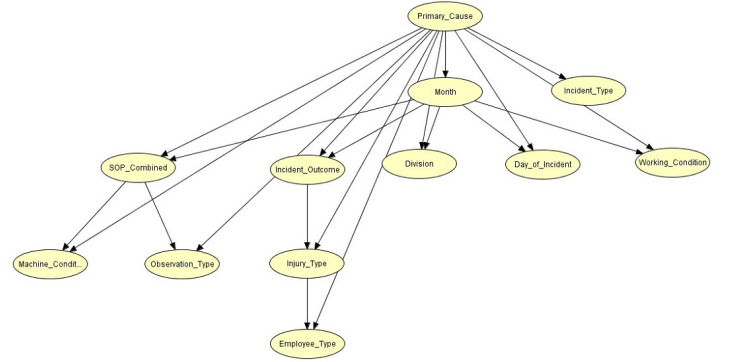 Primary_Cause
Month
Incident_Type
SOP_Combined
Incident_Outcome
Division
Day_of_Incident
Working_Condition
Machine_Condit...
Observation_Type
Injury_Type
Employee_Type